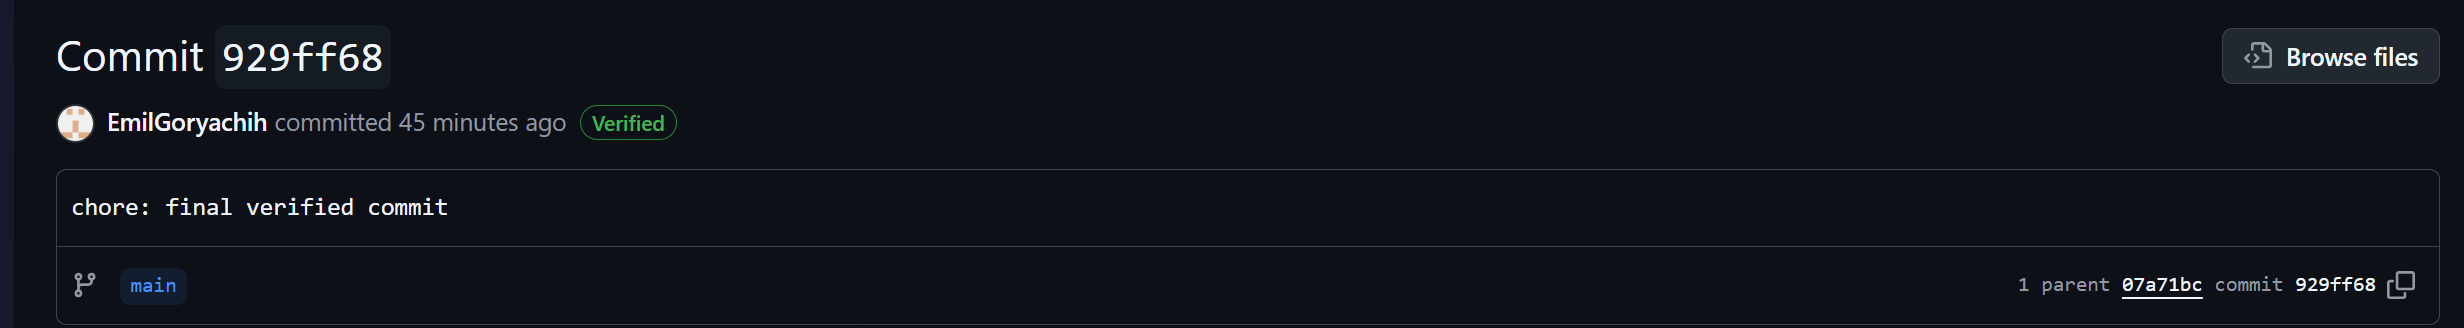 Commit 929ff68
Browse files
EmilGoryachih committed 45 minutes ago Verified
chore: final verified commit
main
1 parent 07a71bc commit 929ff68